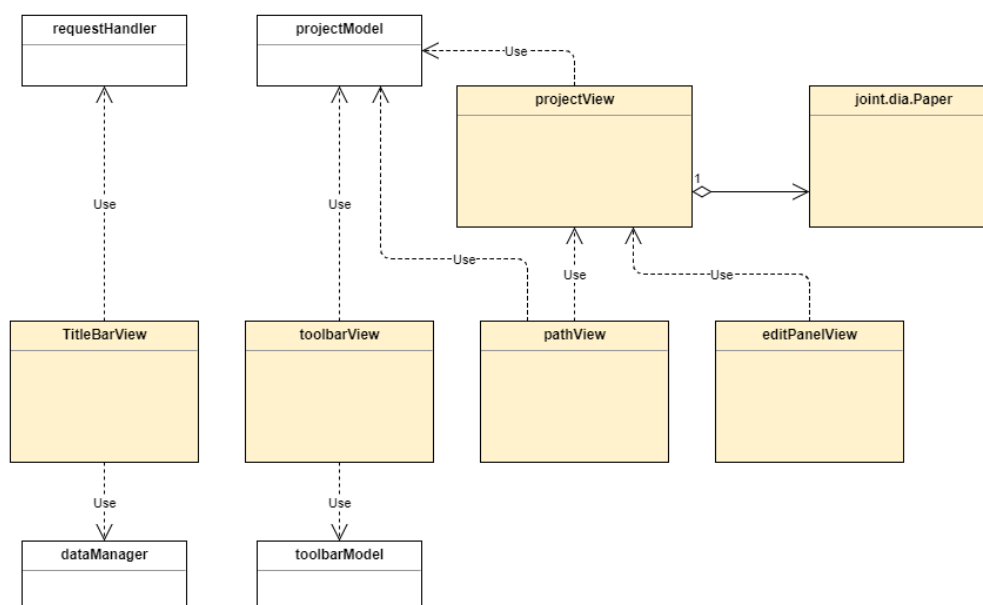 requestHandler
projectModel
Use
projectView
joint.dia.Paper
1
Use
Use
Use
Use
Use
TitleBarView
toolbarView
pathView
editPanelView
Use
Use
dataManager
toolbarModel